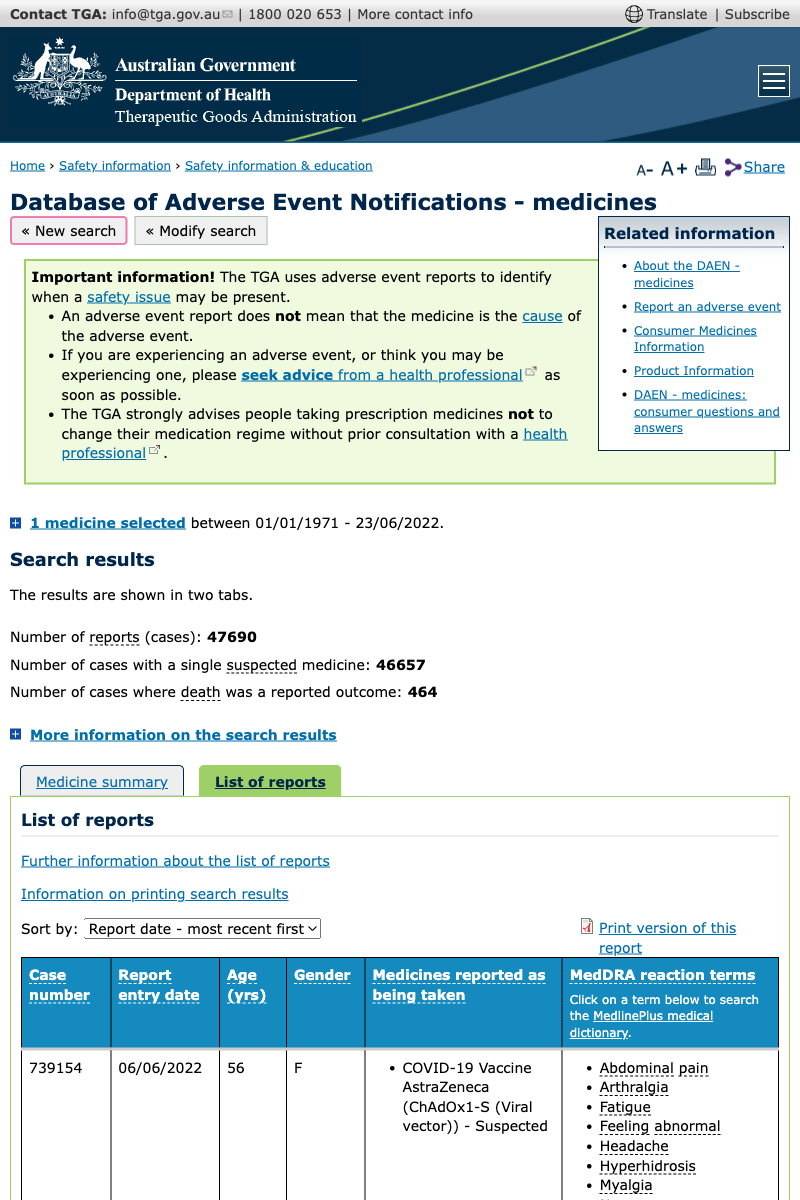 Contact TGA: info@tga.gov.au | 1800 020 653 | More contact info
Translate | Subscribe
Australian Government
Department of Health
Therapeutic Goods Administration
Home › Safety information › Safety information & education
A- A+ Share
Database of Adverse Event Notifications - medicines
« New search
« Modify search
Important information! The TGA uses adverse event reports to identify
when a safety issue may be present.
• An adverse event report does not mean that the medicine is the cause of
the adverse event.
• If you are experiencing an adverse event, or think you may be
experiencing one, please seek advice from a health professional as
soon as possible.
• The TGA strongly advises people taking prescription medicines not to
change their medication regime without prior consultation with a health
professional .
Related information
• About the DAEN -
medicines
• Report an adverse event
• Consumer Medicines
Information
• Product Information
• DAEN - medicines:
consumer questions and
answers
1 medicine selected between 01/01/1971 - 23/06/2022.
Search results
The results are shown in two tabs.
Number of reports (cases): 47690
Number of cases with a single suspected medicine: 46657
Number of cases where death was a reported outcome: 464
More information on the search results
Medicine summary
List of reports
List of reports
Further information about the list of reports
Information on printing search results
Sort by: Report date - most recent first
Print version of this
report
Case
number
Report
entry date
Age
(yrs)
Gender
Medicines reported as
being taken
MedDRA reaction terms
Click on a term below to search
the MedlinePlus medical
dictionary.
739154
06/06/2022
56
F
• COVID-19 Vaccine
AstraZeneca
(ChAdOx1-S (Viral
vector)) - Suspected
• Abdominal pain
• Arthralgia
• Fatigue
• Feeling abnormal
• Headache
• Hyperhidrosis
• Myalgia